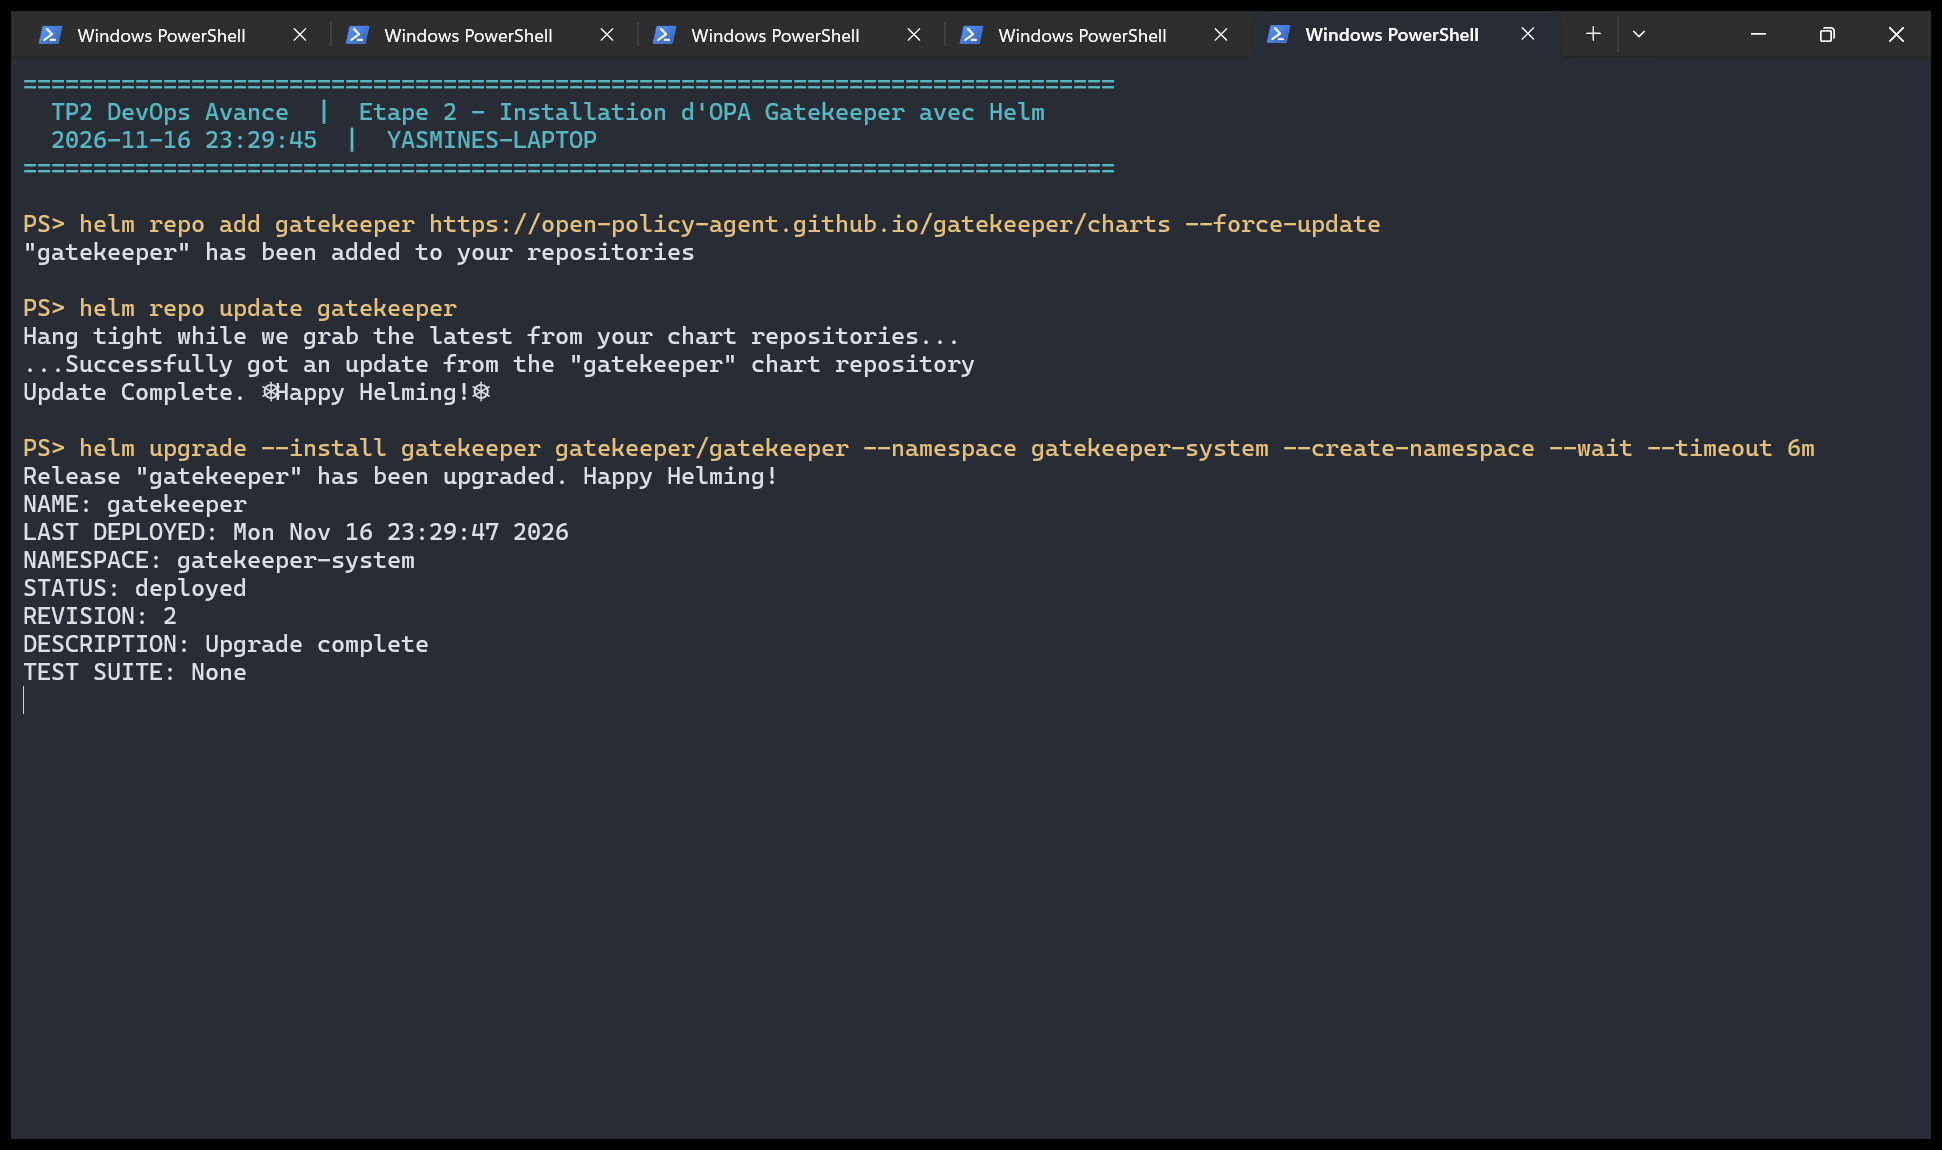 Windows PowerShell Windows PowerShell Windows PowerShell Windows PowerShell Windows PowerShell
==============================================================================
TP2 DevOps Avance | Etape 2 - Installation d'OPA Gatekeeper avec Helm
2026-11-16 23:29:45 | YASMINES-LAPTOP
==============================================================================
PS> helm repo add gatekeeper https://open-policy-agent.github.io/gatekeeper/charts --force-update
"gatekeeper" has been added to your repositories
PS> helm repo update gatekeeper
Hang tight while we grab the latest from your chart repositories...
...Successfully got an update from the "gatekeeper" chart repository
Update Complete. ⎈Happy Helming!⎈
PS> helm upgrade --install gatekeeper gatekeeper/gatekeeper --namespace gatekeeper-system --create-namespace --wait --timeout 6m
Release "gatekeeper" has been upgraded. Happy Helming!
NAME: gatekeeper
LAST DEPLOYED: Mon Nov 16 23:29:47 2026
NAMESPACE: gatekeeper-system
STATUS: deployed
REVISION: 2
DESCRIPTION: Upgrade complete
TEST SUITE: None